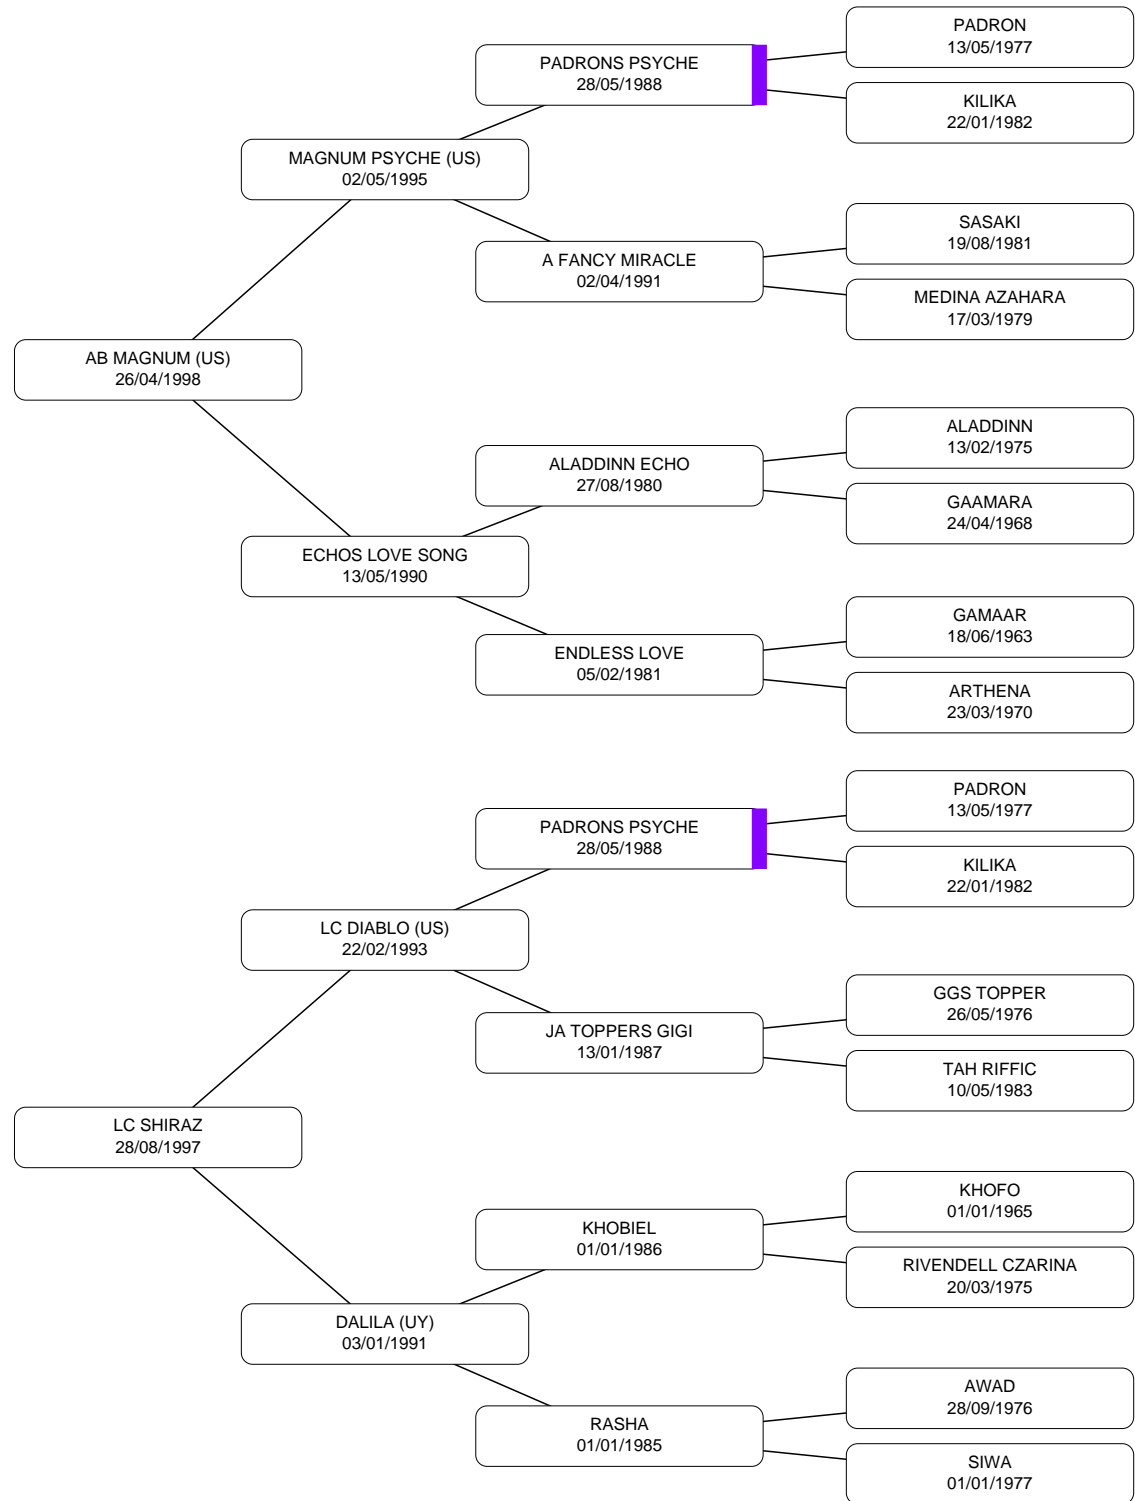 PADRON
13/05/1977
PADRONS PSYCHE
28/05/1988
KILIKA
22/01/1982
MAGNUM PSYCHE (US)
02/05/1995
SASAKI
19/08/1981
A FANCY MIRACLE
02/04/1991
MEDINA AZAHARA
17/03/1979
AB MAGNUM (US)
26/04/1998
ALADDINN
13/02/1975
ALADDINN ECHO
27/08/1980
GAAMARA
24/04/1968
ECHOS LOVE SONG
13/05/1990
GAMAAR
18/06/1963
ENDLESS LOVE
05/02/1981
ARTHENA
23/03/1970
PADRON
13/05/1977
PADRONS PSYCHE
28/05/1988
KILIKA
22/01/1982
LC DIABLO (US)
22/02/1993
GGS TOPPER
26/05/1976
JA TOPPERS GIGI
13/01/1987
TAH RIFFIC
10/05/1983
LC SHIRAZ
28/08/1997
KHOFO
01/01/1965
KHOBIEL
01/01/1986
RIVENDELL CZARINA
20/03/1975
DALILA (UY)
03/01/1991
AWAD
28/09/1976
RASHA
01/01/1985
SIWA
01/01/1977